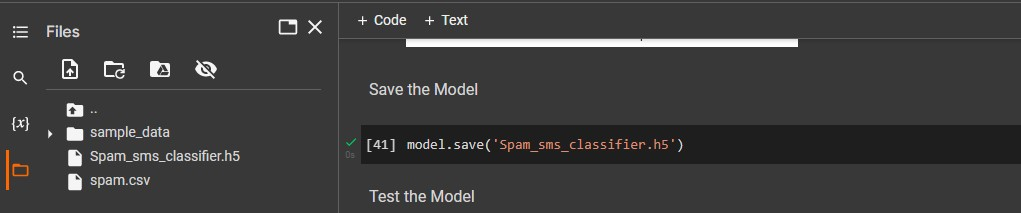 Files
+ Code + Text
Save the Model
{x}
..
sample_data
Spam_sms_classifier.h5
spam.csv
[41] model.save('Spam_sms_classifier.h5')
0s
Test the Model